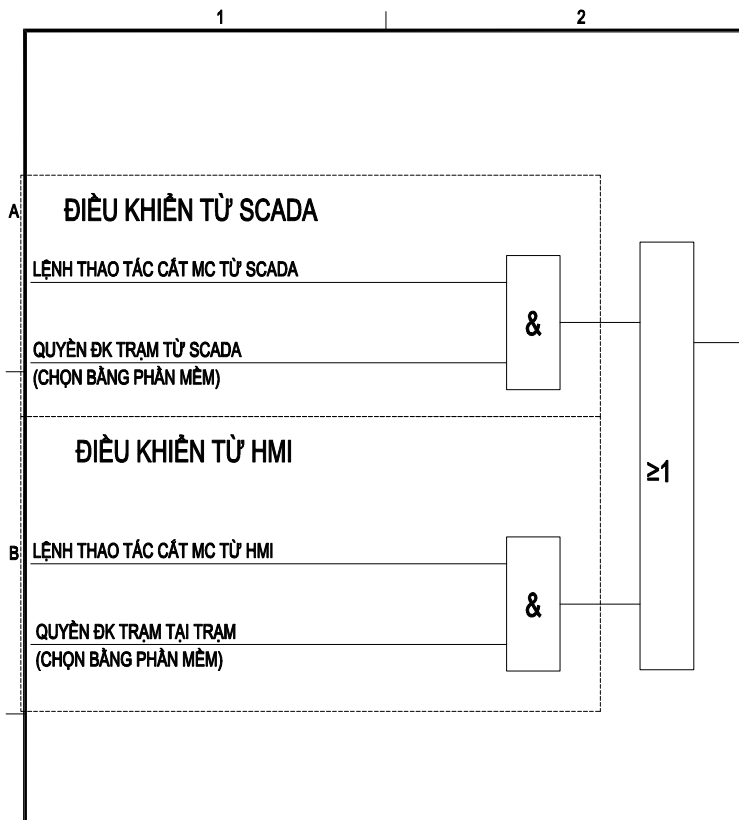 1 2
A
ĐIỀU KHIỂN TỪ SCADA
LỆNH THAO TÁC CẮT MC TỪ SCADA
&
QUYỀN ĐK TRẠM TỪ SCADA
(CHỌN BẰNG PHẦN MỀM)
ĐIỀU KHIỂN TỪ HMI
≥1
B
LỆNH THAO TÁC CẮT MC TỪ HMI
&
QUYỀN ĐK TRẠM TẠI TRẠM
(CHỌN BẰNG PHẦN MỀM)